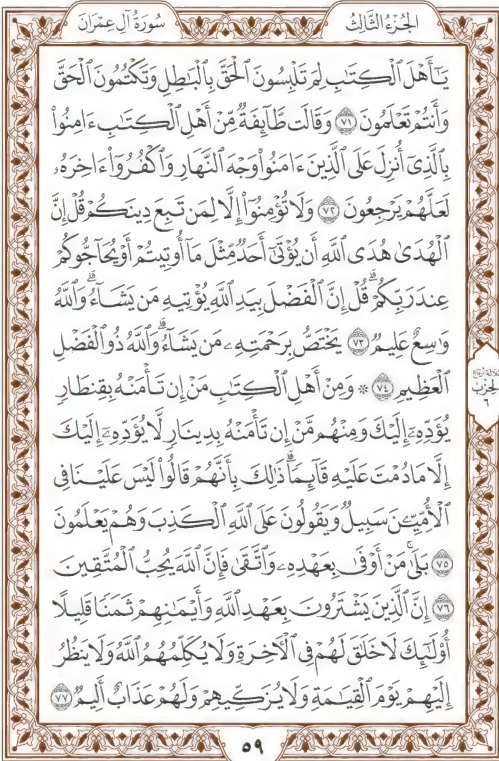 الجزء الثالث
سورة آل عمران
يَٰٓأَهْلَ ٱلْكِتَٰبِ لِمَ تَلْبِسُونَ ٱلْحَقَّ بِٱلْبَٰطِلِ وَتَكْتُمُونَ ٱلْحَقَّ
وَأَنتُمْ تَعْلَمُونَ ٧١ وَقَالَت طَّآئِفَةٌ مِّنْ أَهْلِ ٱلْكِتَٰبِ ءَامِنُوا۟
بِٱلَّذِىٓ أُنزِلَ عَلَى ٱلَّذِينَ ءَامَنُوا۟ وَجْهَ ٱلنَّهَارِ وَٱكْفُرُوٓا۟ ءَاخِرَهُۥ
لَعَلَّهُمْ يَرْجِعُونَ ٧٢ وَلَا تُؤْمِنُوٓا۟ إِلَّا لِمَن تَبِعَ دِينَكُمْ قُلْ إِنَّ
ٱلْهُدَىٰ هُدَى ٱللَّهِ أَن يُؤْتَىٰٓ أَحَدٌ مِّثْلَ مَآ أُوتِيتُمْ أَوْ يُحَآجُّوكُمْ
عِندَ رَبِّكُمْ ۗ قُلْ إِنَّ ٱلْفَضْلَ بِيَدِ ٱللَّهِ يُؤْتِيهِ مَن يَشَآءُ ۗ وَٱللَّهُ
وَٰسِعٌ عَلِيمٌ ٧٣ يَخْتَصُّ بِرَحْمَتِهِۦ مَن يَشَآءُ ۗ وَٱللَّهُ ذُو ٱلْفَضْلِ
ٱلْعَظِيمِ ٧٤ ۞ وَمِنْ أَهْلِ ٱلْكِتَٰبِ مَنْ إِن تَأْمَنْهُ بِقِنطَارٍ
يُؤَدِّهِۦٓ إِلَيْكَ وَمِنْهُم مَّنْ إِن تَأْمَنْهُ بِدِينَارٍ لَّا يُؤَدِّهِۦٓ إِلَيْكَ
إِلَّا مَا دُمْتَ عَلَيْهِ قَآئِمًا ۗ ذَٰلِكَ بِأَنَّهُمْ قَالُوا۟ لَيْسَ عَلَيْنَا فِى
ٱلْأُمِّيِّۦنَ سَبِيلٌ وَيَقُولُونَ عَلَى ٱللَّهِ ٱلْكَذِبَ وَهُمْ يَعْلَمُونَ
٧٥ بَلَىٰ مَنْ أَوْفَىٰ بِعَهْدِهِۦ وَٱتَّقَىٰ فَإِنَّ ٱللَّهَ يُحِبُّ ٱلْمُتَّقِينَ
٧٦ إِنَّ ٱلَّذِينَ يَشْتَرُونَ بِعَهْدِ ٱللَّهِ وَأَيْمَٰنِهِمْ ثَمَنًا قَلِيلًا
أُو۟لَٰٓئِكَ لَا خَلَٰقَ لَهُمْ فِى ٱلْءَاخِرَةِ وَلَا يُكَلِّمُهُمُ ٱللَّهُ وَلَا يَنظُرُ
إِلَيْهِمْ يَوْمَ ٱلْقِيَٰمَةِ وَلَا يُزَكِّيهِمْ وَلَهُمْ عَذَابٌ أَلِيمٌ ٧٧
الحزب
٦
٥٩